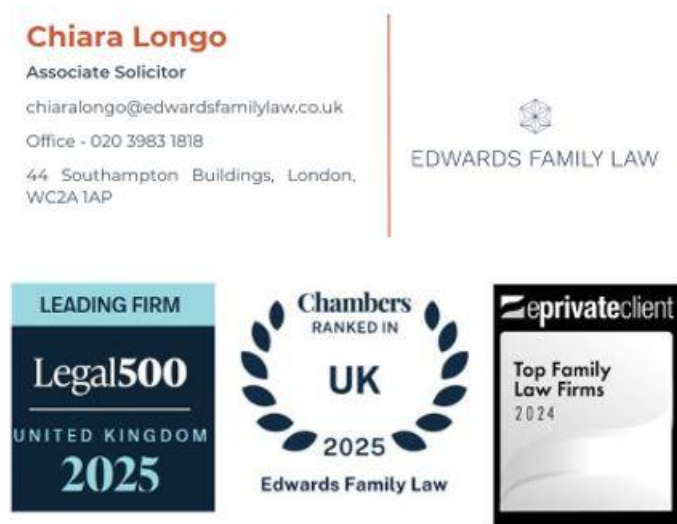 Chiara Longo
Associate Solicitor
chiaralongo@edwardsfamilylaw.co.uk
Office - 020 3983 1818
44 Southampton Buildings, London,
WC2A 1AP
EDWARDS FAMILY LAW
LEADING FIRM
Legal500
UNITED KINGDOM
2025
Chambers
RANKED IN
UK
2025
Edwards Family Law
eprivateclient
Top Family
Law Firms
2024